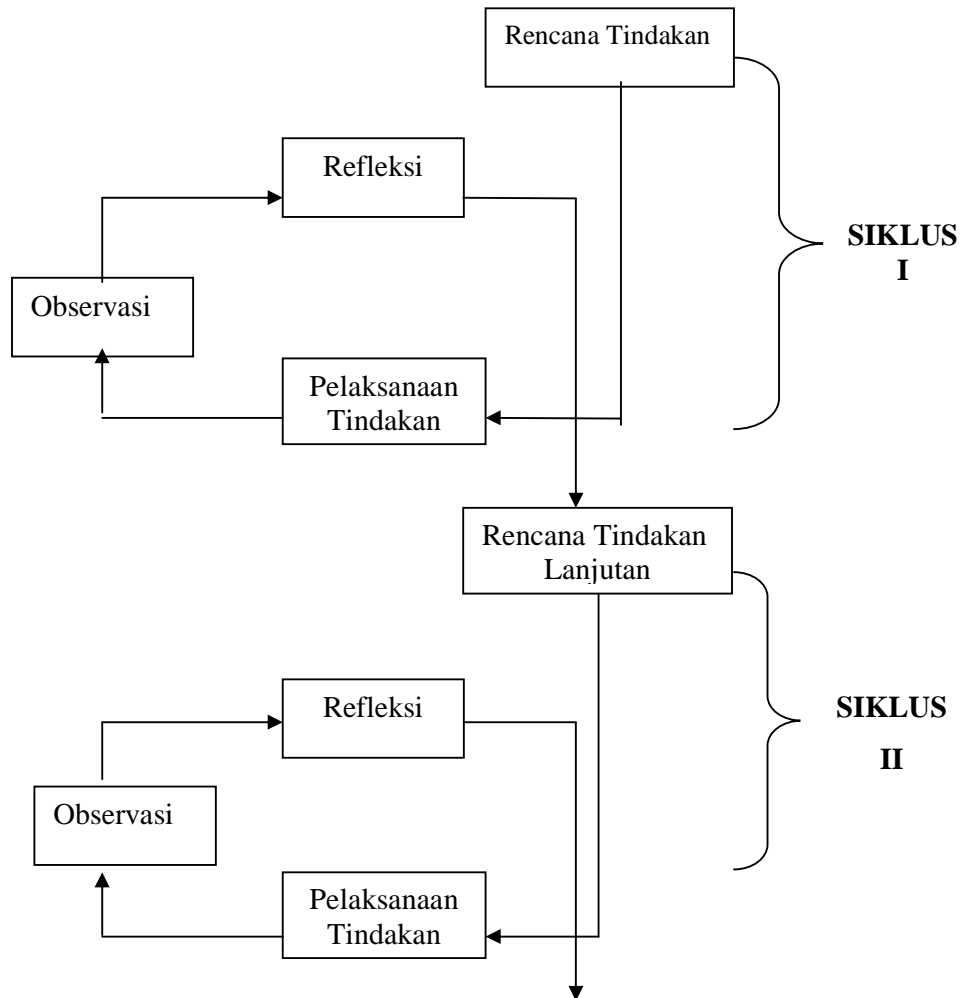 Rencana Tindakan
Refleksi
SIKLUS
I
Observasi
Pelaksanaan
Tindakan
Rencana Tindakan
Lanjutan
Refleksi
SIKLUS
II
Observasi
Pelaksanaan
Tindakan